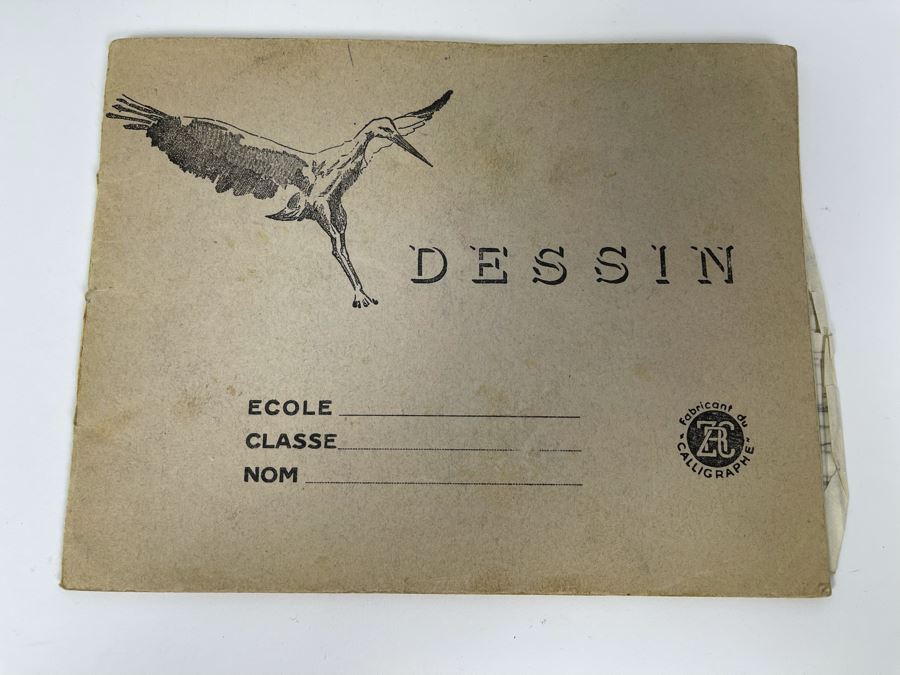 DESSIN
ECOLE
CLASSE
NOM
Fabricant du
ZRC
"CALLIGRAPHE"